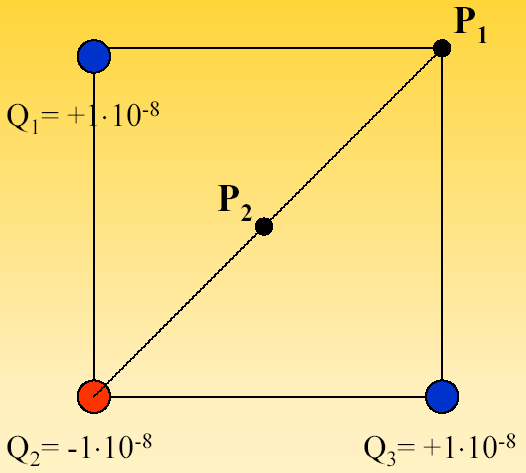 P₁
Q₁= +1·10⁻⁸
P₂
Q₂= -1·10⁻⁸
Q₃= +1·10⁻⁸